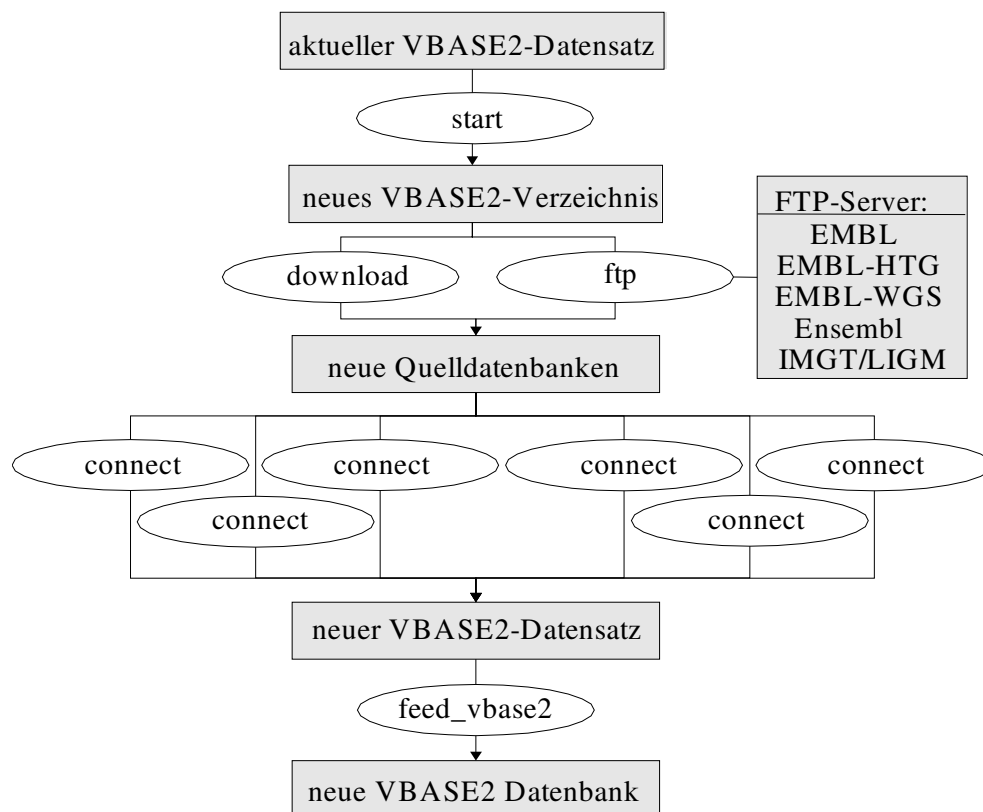 aktueller VBASE2-Datensatz
start
neues VBASE2-Verzeichnis
download
ftp
FTP-Server:
EMBL
EMBL-HTG
EMBL-WGS
Ensembl
IMGT/LIGM
neue Quelldatenbanken
connect
connect
connect
connect
connect
connect
neuer VBASE2-Datensatz
feed_vbase2
neue VBASE2 Datenbank